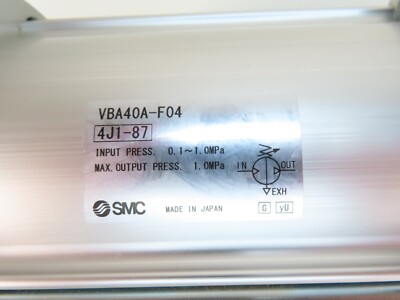 VBA40A-F04
4J1-87
INPUT PRESS. 0.1~1.0MPa
MAX. OUTPUT PRESS. 1.0MPa
IN OUT
EXH
SMC MADE IN JAPAN G yU